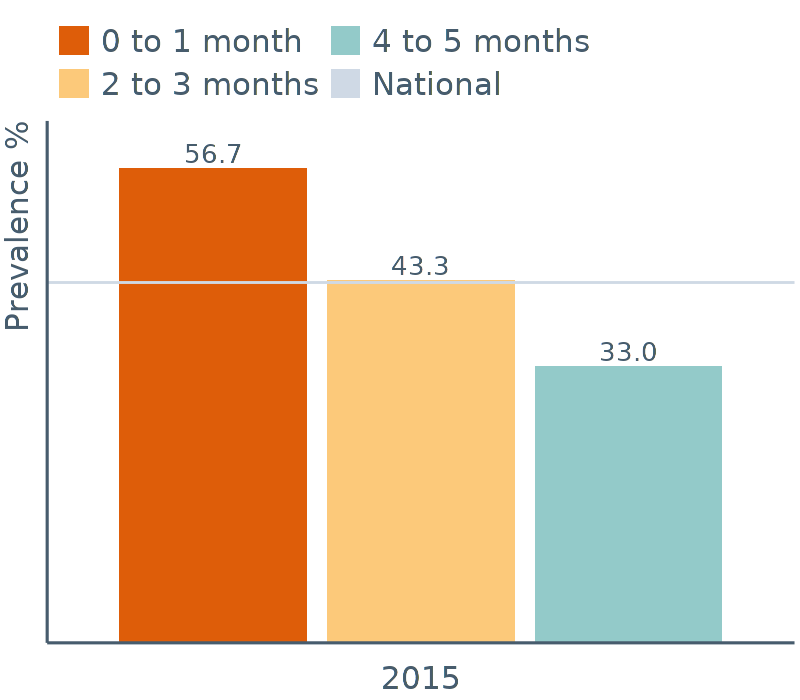 0 to 1 month
4 to 5 months
2 to 3 months
National
Prevalence %
56.7
43.3
33.0
2015